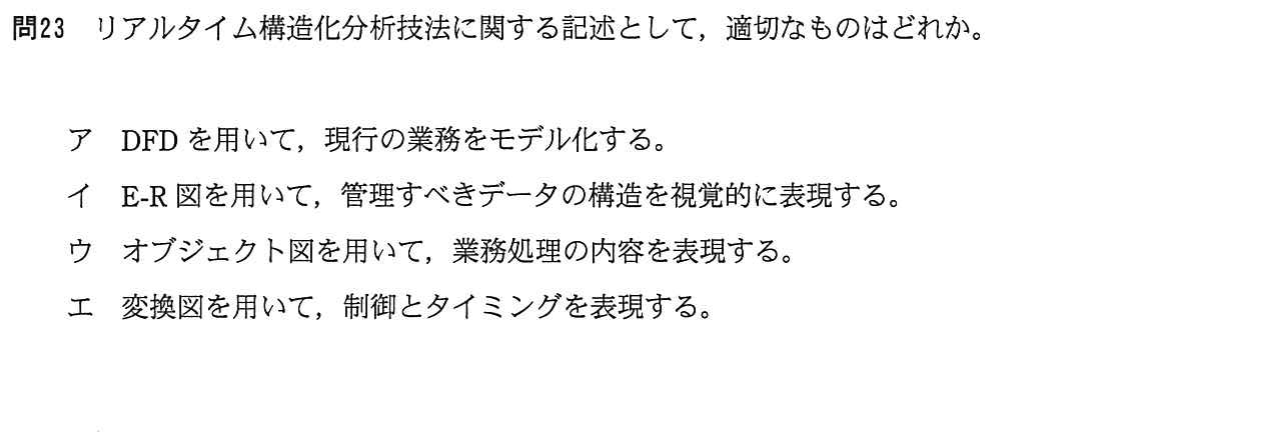 問23 リアルタイム構造化分析技法に関する記述として，適切なものはどれか。
ア DFD を用いて，現行の業務をモデル化する。
イ E-R 図を用いて，管理すべきデータの構造を視覚的に表現する。
ウ オブジェクト図を用いて，業務処理の内容を表現する。
エ 変換図を用いて，制御とタイミングを表現する。